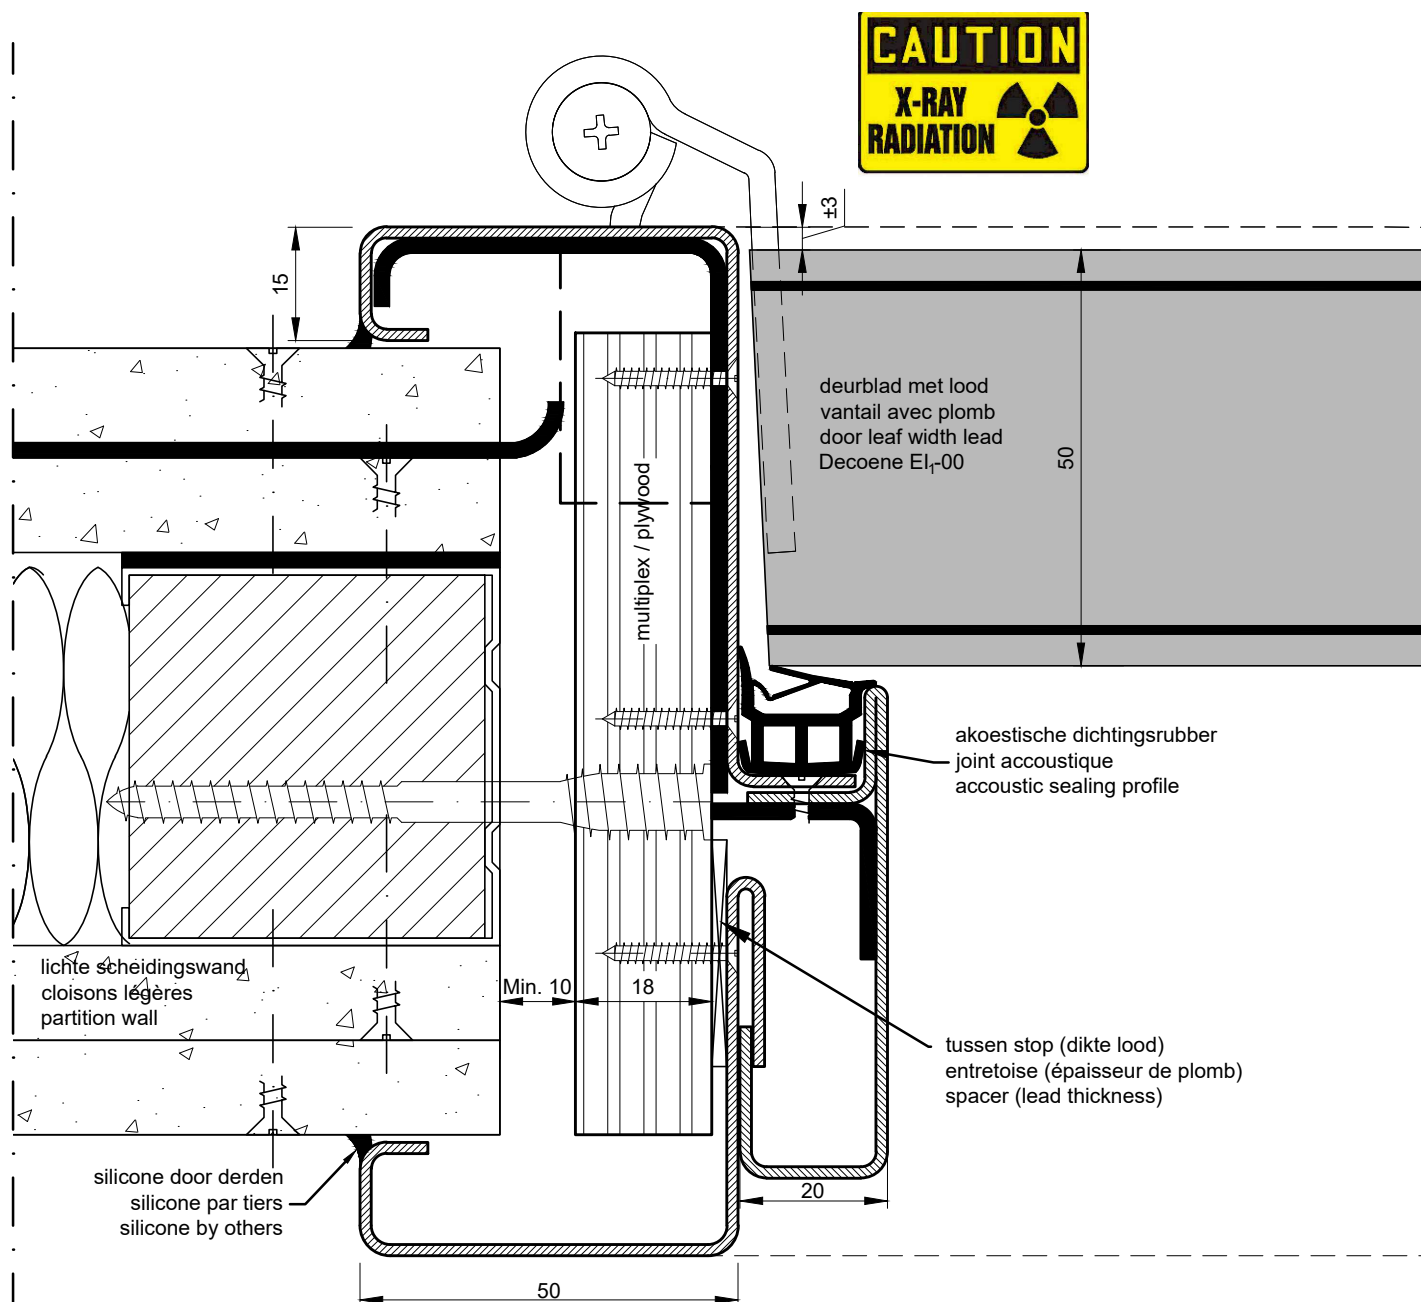 CAUTION
X-RAY
RADIATION
±3
15
deurblad met lood
vantail avec plomb
door leaf width lead
Decoene EI₁-00
50
multiplex / plywood
akoestische dichtingsrubber
joint accoustique
accoustic sealing profile
lichte scheidingswand
cloisons légères
partition wall
Min. 10
18
tussen stop (dikte lood)
entretoise (épaisseur de plomb)
spacer (lead thickness)
silicone door derden
silicone par tiers
silicone by others
20
50